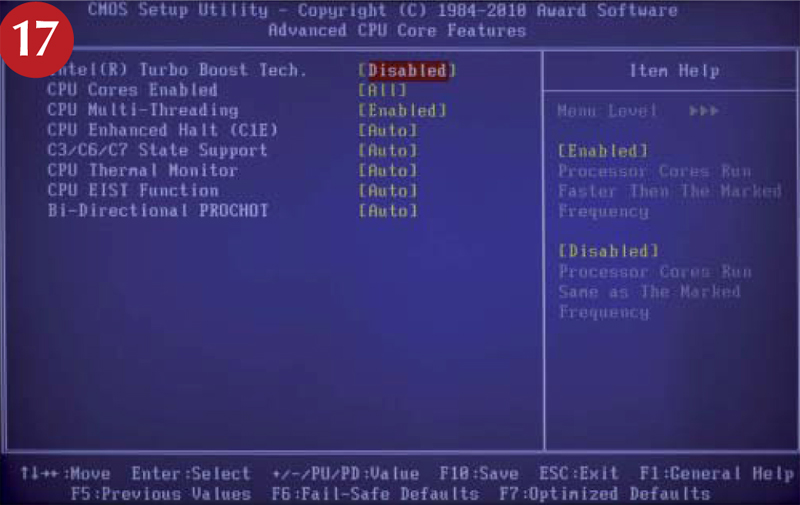 17
CMOS Setup Utility - Copyright (C) 1984-2010 Award Software
Advanced CPU Core Features
Intel(R) Turbo Boost Tech. [Disabled]
CPU Cores Enabled [All]
CPU Multi-Threading [Enabled]
CPU Enhanced Halt (C1E) [Auto]
C3/C6/C7 State Support [Auto]
CPU Thermal Monitor [Auto]
CPU EIST Function [Auto]
Bi-Directional PROCHOT [Auto]
Item Help
Menu Level ►►►
[Enabled]
Processor Cores Run
Faster Then The Marked
Frequency
[Disabled]
Processor Cores Run
Same as The Marked
Frequency
↑↓→←:Move Enter:Select +/-/PU/PD:Value F10:Save ESC:Exit F1:General Help
F5:Previous Values F6:Fail-Safe Defaults F7:Optimized Defaults